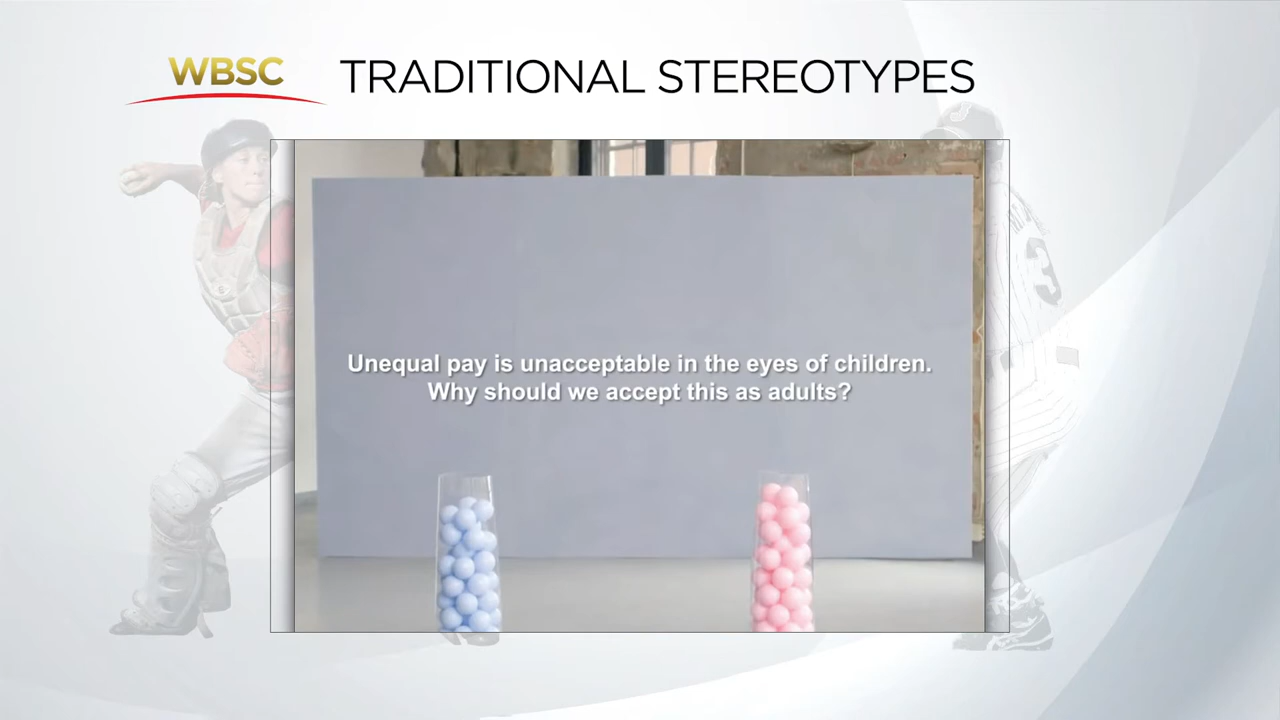 WBSC
TRADITIONAL STEREOTYPES
Unequal pay is unacceptable in the eyes of children.
Why should we accept this as adults?
3